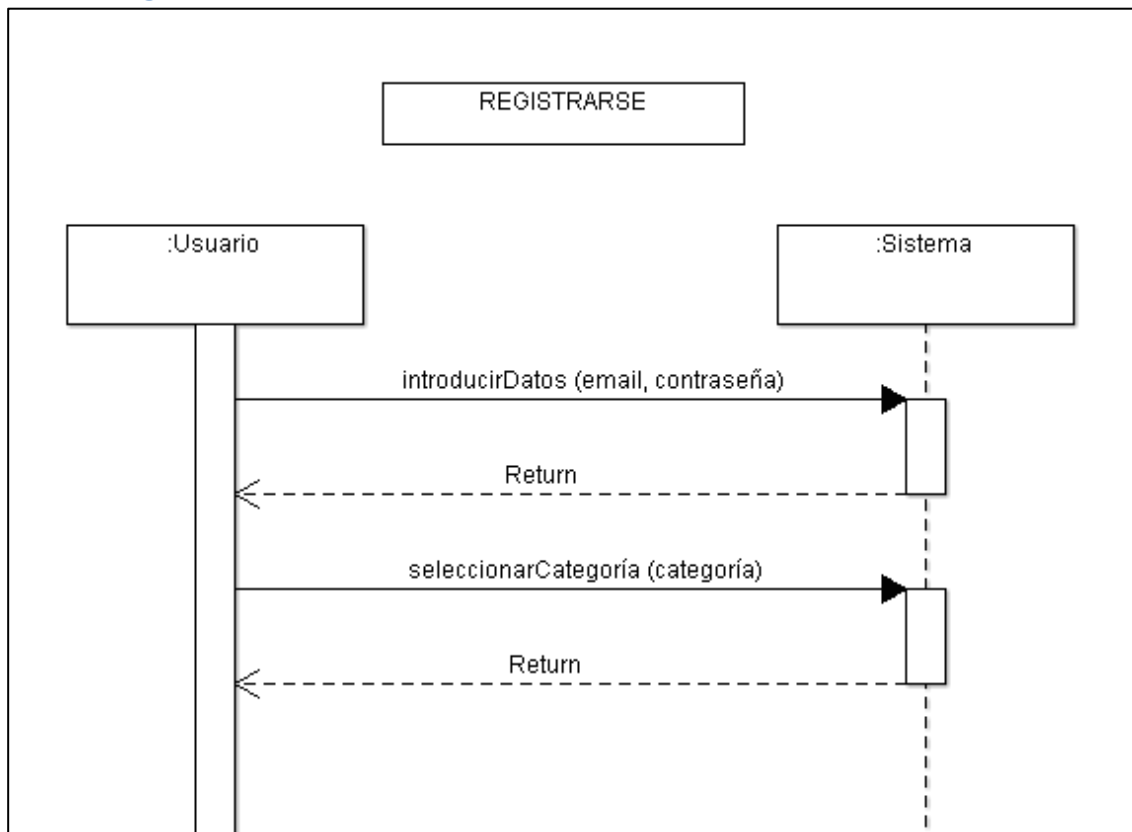 REGISTRARSE
:Usuario
:Sistema
introducirDatos (email, contraseña)
Return
seleccionarCategoría (categoría)
Return